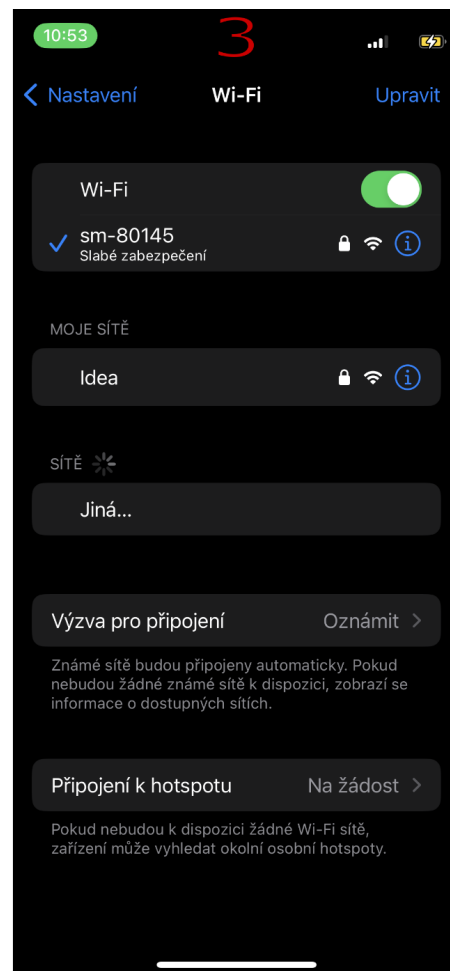 10:53
3
Nastavení
Wi-Fi
Upravit
Wi-Fi
sm-80145
Slabé zabezpečení
MOJE SÍTĚ
Idea
SÍTĚ
Jiná...
Výzva pro připojení
Oznámit
Známé sítě budou připojeny automaticky. Pokud
nebudou žádné známé sítě k dispozici, zobrazí se
informace o dostupných sítích.
Připojení k hotspotu
Na žádost
Pokud nebudou k dispozici žádné Wi-Fi sítě,
zařízení může vyhledat okolní osobní hotspoty.